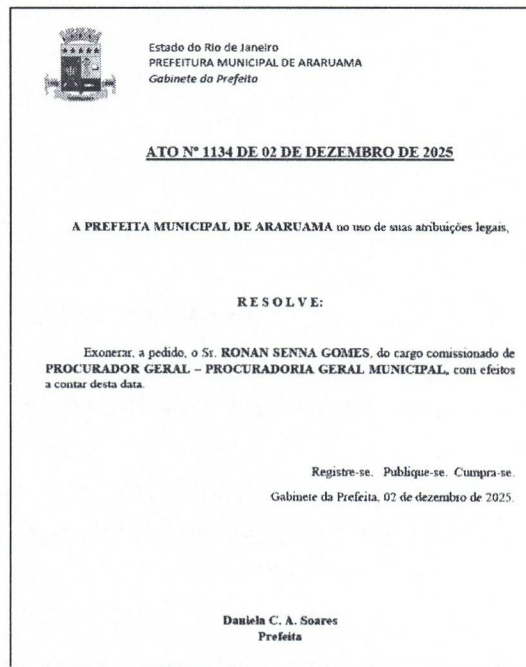 Estado do Rio de Janeiro
PREFEITURA MUNICIPAL DE ARARUAMA
Gabinete da Prefeita
ATO Nº 1134 DE 02 DE DEZEMBRO DE 2025
A PREFEITA MUNICIPAL DE ARARUAMA no uso de suas atribuições legais,
R E S O L V E:
Exonerar, a pedido, o Sr. RONAN SENNA GOMES, do cargo comissionado de
PROCURADOR GERAL – PROCURADORIA GERAL MUNICIPAL, com efeitos
a contar desta data.
Registre-se. Publique-se. Cumpra-se.
Gabinete da Prefeita, 02 de dezembro de 2025.
Daniela C. A. Soares
Prefeita